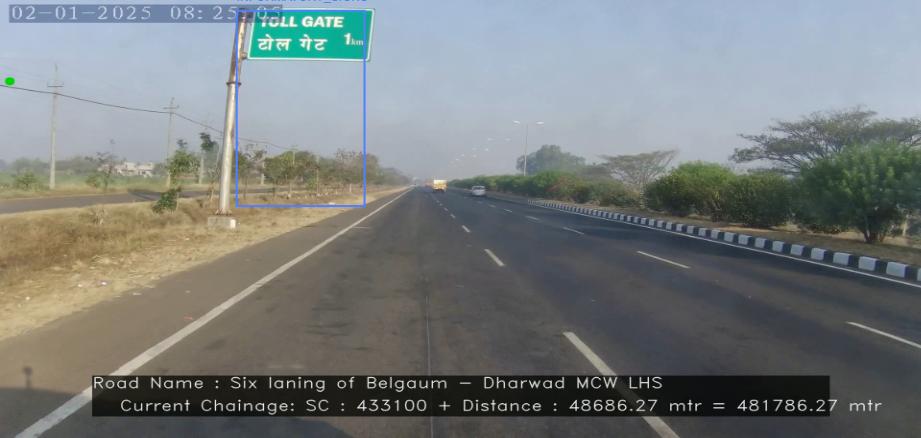 02-01-2025 08:25:05
TOLL GATE
टोल गेट 1km
Road Name : Six laning of Belgaum - Dharwad MCW LHS
Current Chainage: SC : 433100 + Distance : 48686.27 mtr = 481786.27 mtr